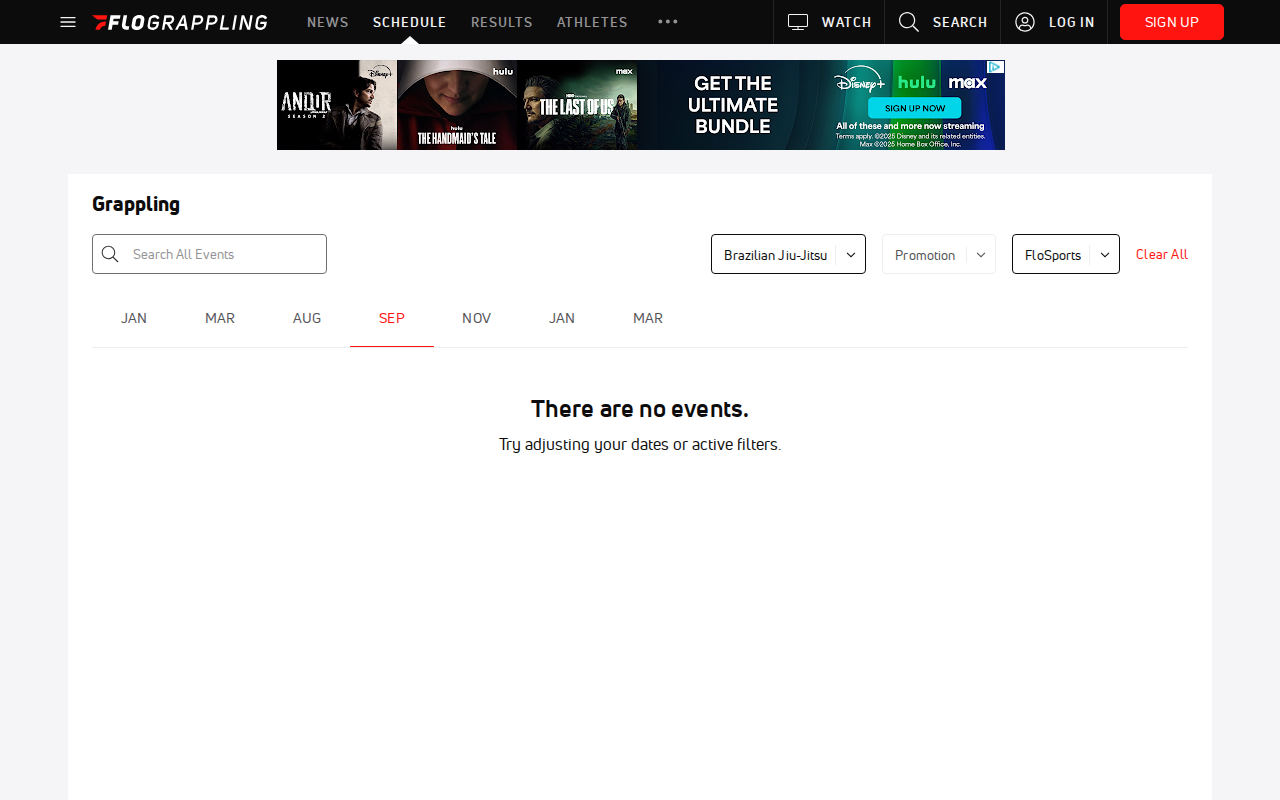 FLOGRAPPLING NEWS SCHEDULE RESULTS ATHLETES ••• WATCH SEARCH LOG IN SIGN UP
ANDOR
SEASON 2
Disney+
hulu
hulu
THE HANDMAID'S TALE
max
THE LAST OF US
GET THE
ULTIMATE
BUNDLE
Disney+ hulu max
SIGN UP NOW
All of these and more now streaming
Terms apply. ©2025 Disney and its related entities.
Max ©2025 Home Box Office, Inc.
Grappling
Search All Events
Brazilian Jiu-Jitsu Promotion FloSports Clear All
JAN MAR AUG SEP NOV JAN MAR
There are no events.
Try adjusting your dates or active filters.